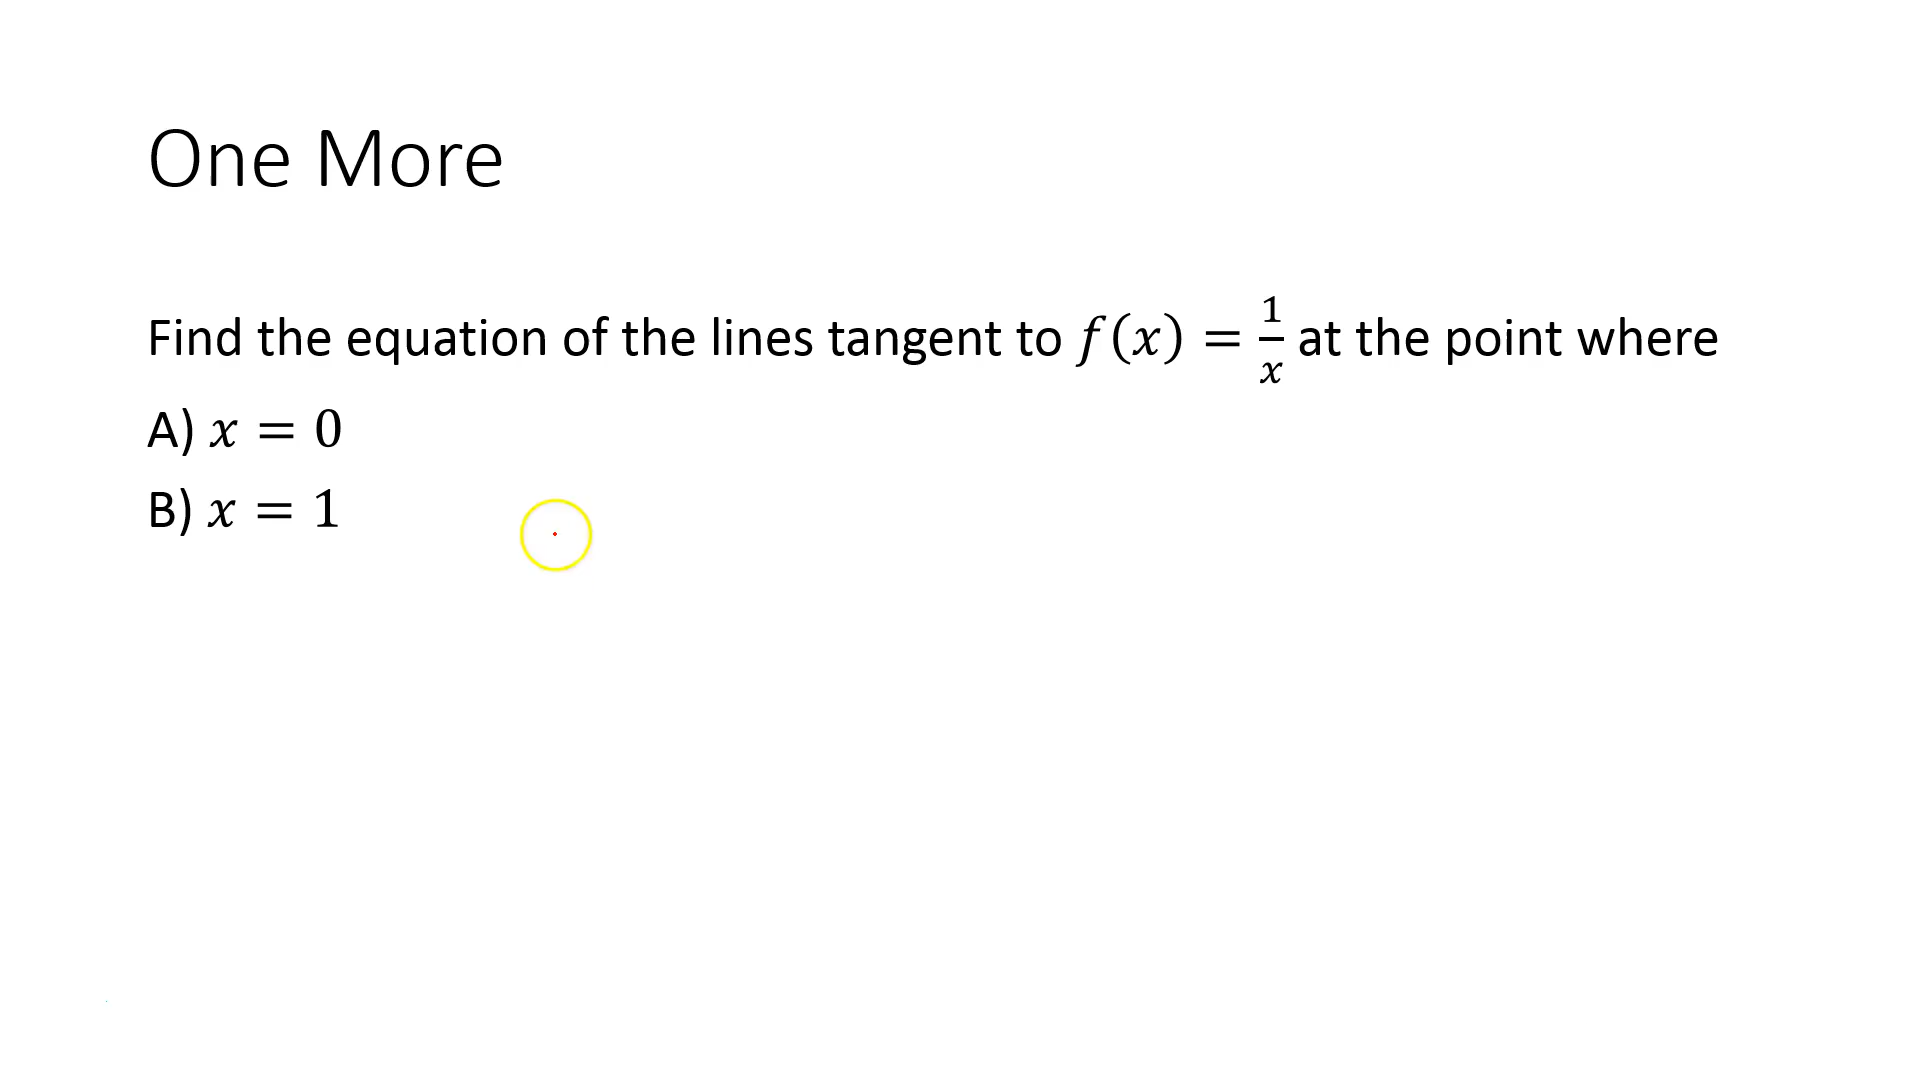 One More
Find the equation of the lines tangent to 𝑓(𝑥) = 1/𝑥 at the point where
A) 𝑥 = 0
B) 𝑥 = 1